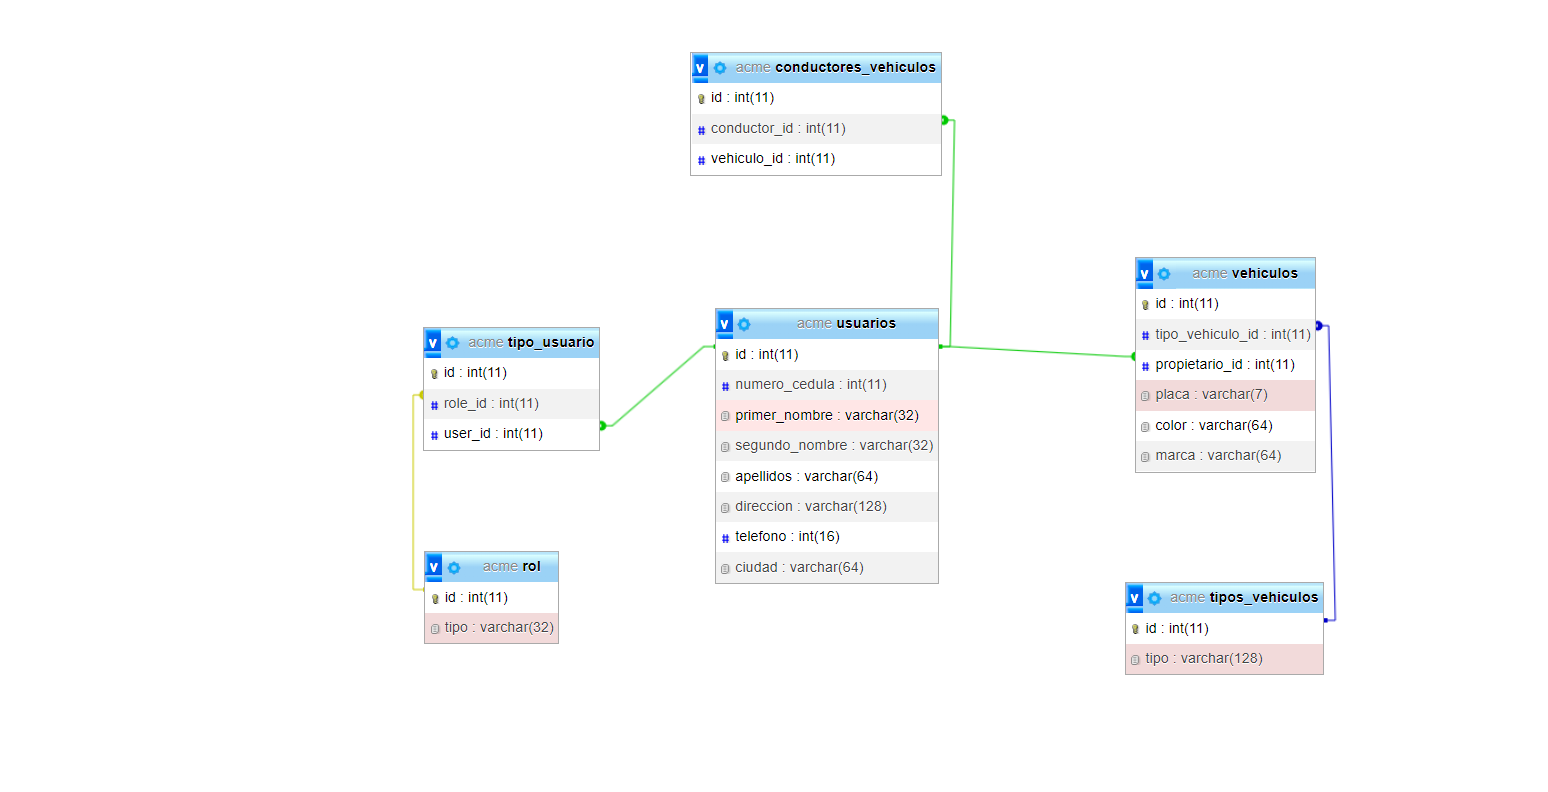 v acme conductores_vehiculos
id : int(11)
# conductor_id : int(11)
# vehiculo_id : int(11)
v acme vehiculos
id : int(11)
# tipo_vehiculo_id : int(11)
# propietario_id : int(11)
placa : varchar(7)
color : varchar(64)
marca : varchar(64)
v acme usuarios
id : int(11)
# numero_cedula : int(11)
primer_nombre : varchar(32)
segundo_nombre : varchar(32)
apellidos : varchar(64)
direccion : varchar(128)
# telefono : int(16)
ciudad : varchar(64)
v acme tipo_usuario
id : int(11)
# role_id : int(11)
# user_id : int(11)
v acme rol
id : int(11)
tipo : varchar(32)
v acme tipos_vehiculos
id : int(11)
tipo : varchar(128)